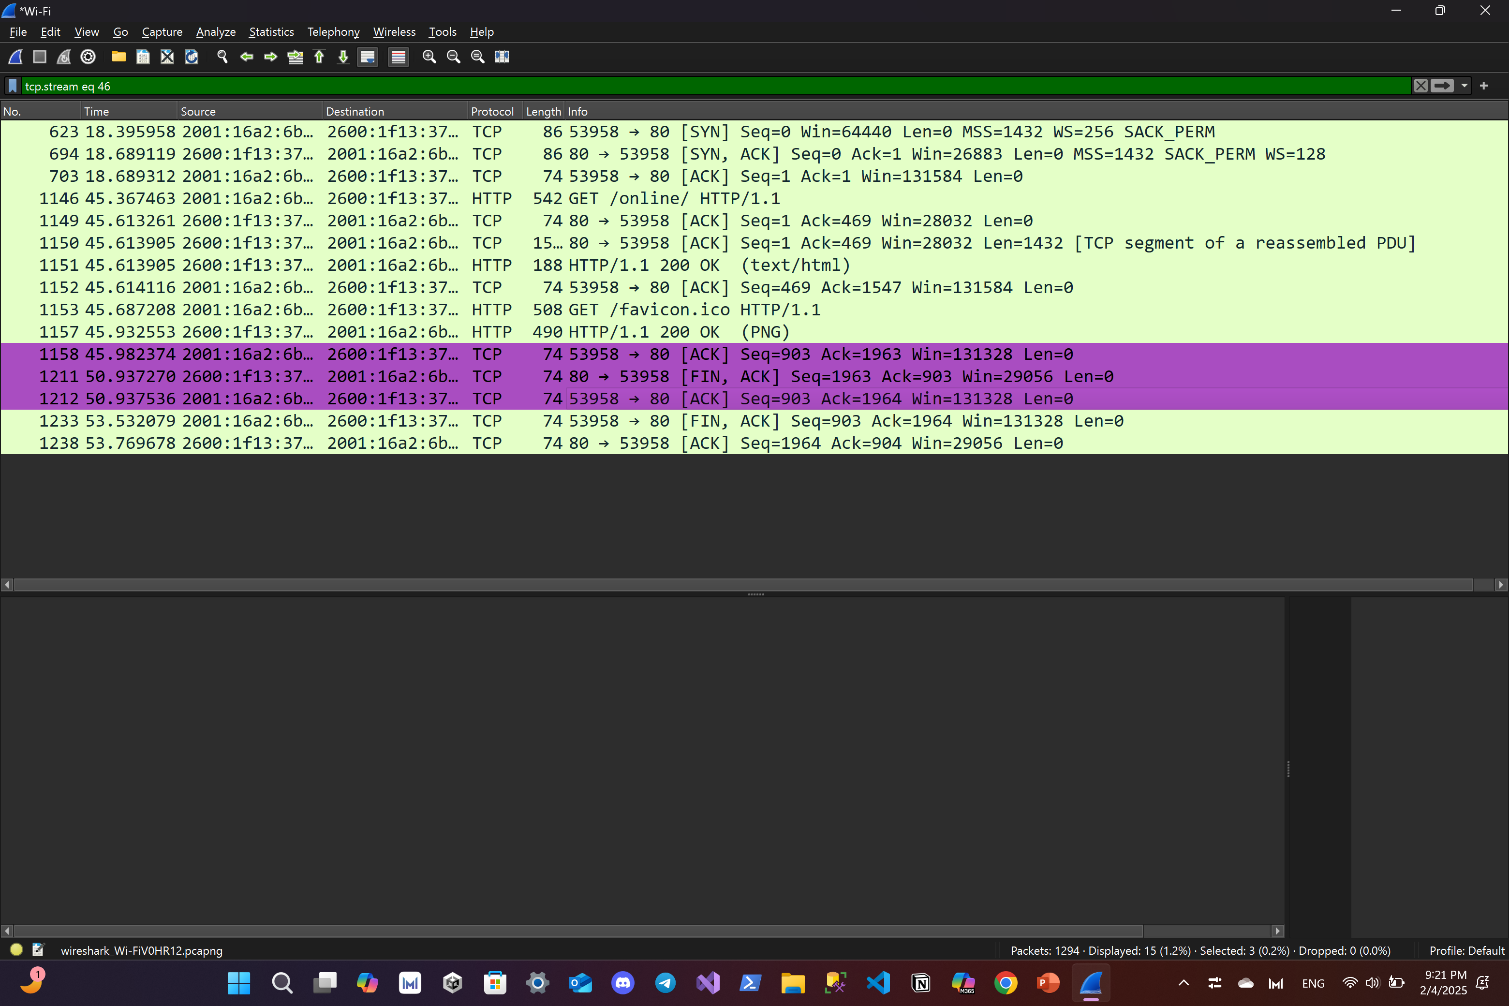 *Wi-Fi
File Edit View Go Capture Analyze Statistics Telephony Wireless Tools Help
tcp.stream eq 46
No. Time Source Destination Protocol Length Info
623 18.395958 2001:16a2:6b… 2600:1f13:37… TCP 86 53958 → 80 [SYN] Seq=0 Win=64440 Len=0 MSS=1432 WS=256 SACK_PERM
694 18.689119 2600:1f13:37… 2001:16a2:6b… TCP 86 80 → 53958 [SYN, ACK] Seq=0 Ack=1 Win=26883 Len=0 MSS=1432 SACK_PERM WS=128
703 18.689312 2001:16a2:6b… 2600:1f13:37… TCP 74 53958 → 80 [ACK] Seq=1 Ack=1 Win=131584 Len=0
1146 45.367463 2001:16a2:6b… 2600:1f13:37… HTTP 542 GET /online/ HTTP/1.1
1149 45.613261 2600:1f13:37… 2001:16a2:6b… TCP 74 80 → 53958 [ACK] Seq=1 Ack=469 Win=28032 Len=0
1150 45.613905 2600:1f13:37… 2001:16a2:6b… TCP 15… 80 → 53958 [ACK] Seq=1 Ack=469 Win=28032 Len=1432 [TCP segment of a reassembled PDU]
1151 45.613905 2600:1f13:37… 2001:16a2:6b… HTTP 188 HTTP/1.1 200 OK (text/html)
1152 45.614116 2001:16a2:6b… 2600:1f13:37… TCP 74 53958 → 80 [ACK] Seq=469 Ack=1547 Win=131584 Len=0
1153 45.687208 2001:16a2:6b… 2600:1f13:37… HTTP 508 GET /favicon.ico HTTP/1.1
1157 45.932553 2600:1f13:37… 2001:16a2:6b… HTTP 490 HTTP/1.1 200 OK (PNG)
1158 45.982374 2001:16a2:6b… 2600:1f13:37… TCP 74 53958 → 80 [ACK] Seq=903 Ack=1963 Win=131328 Len=0
1211 50.937270 2600:1f13:37… 2001:16a2:6b… TCP 74 80 → 53958 [FIN, ACK] Seq=1963 Ack=903 Win=29056 Len=0
1212 50.937536 2001:16a2:6b… 2600:1f13:37… TCP 74 53958 → 80 [ACK] Seq=903 Ack=1964 Win=131328 Len=0
1233 53.532079 2001:16a2:6b… 2600:1f13:37… TCP 74 53958 → 80 [FIN, ACK] Seq=903 Ack=1964 Win=131328 Len=0
1238 53.769678 2600:1f13:37… 2001:16a2:6b… TCP 74 80 → 53958 [ACK] Seq=1964 Ack=904 Win=29056 Len=0
wireshark_Wi-FiV0HR12.pcapng Packets: 1294 · Displayed: 15 (1.2%) · Selected: 3 (0.2%) · Dropped: 0 (0.0%) Profile: Default
1 M365 ENG 9:21 PM
2/4/2025